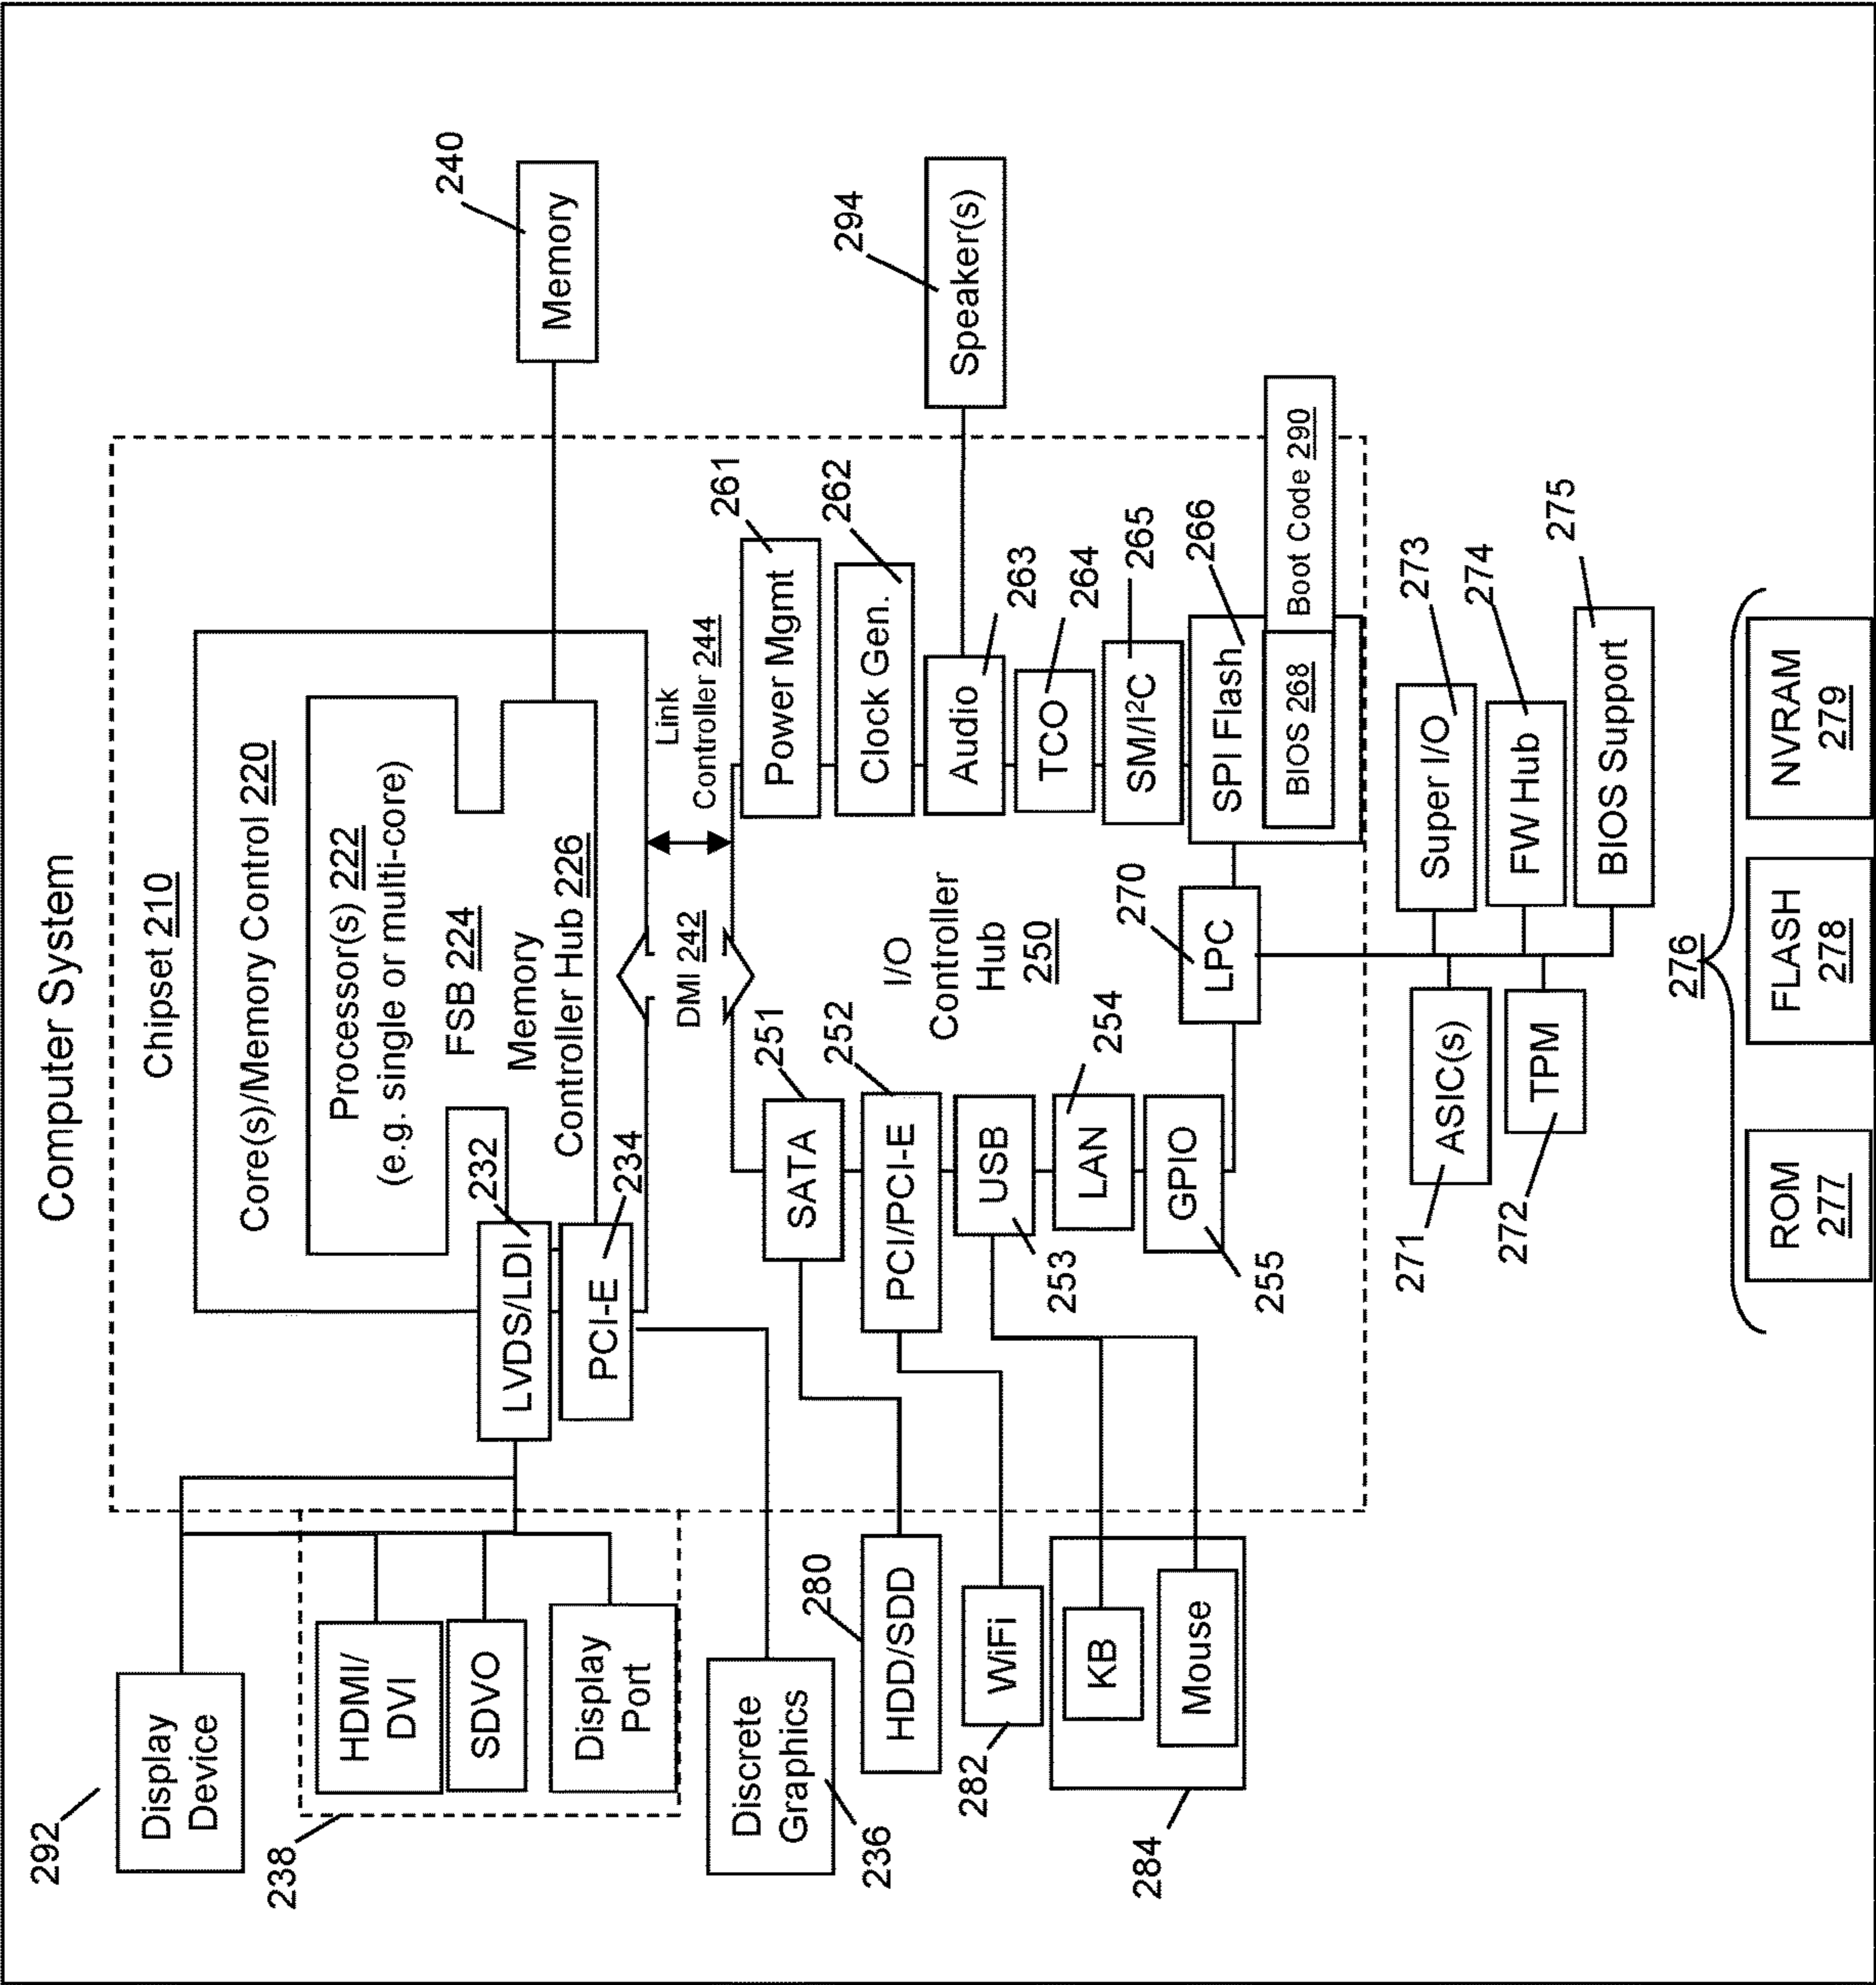 Computer System
Chipset 210
Core(s)/Memory Control 220
Processor(s) 222
(e.g. single or multi-core)
FSB 224
Memory
Controller Hub 226
232
LVDS/LDI
234
PCI-E
240
Memory
292
Display
Device
238
HDMI/
DVI
SDVO
Display
Port
Discrete
Graphics
236
DMI 242
Link
Controller 244
I/O
Controller
Hub
250
251
SATA
252
PCI/PCI-E
USB
253
254
LAN
GPIO
255
261
Power Mgmt
262
Clock Gen.
Audio
263
TCO
264
SM/I²C
265
SPI Flash
266
BIOS 268
Boot Code 290
294
Speaker(s)
280
HDD/SDD
WiFi
282
KB
Mouse
284
270
LPC
271
ASIC(s)
272
TPM
Super I/O
273
FW Hub
274
BIOS Support
275
276
ROM
277
FLASH
278
NVRAM
279